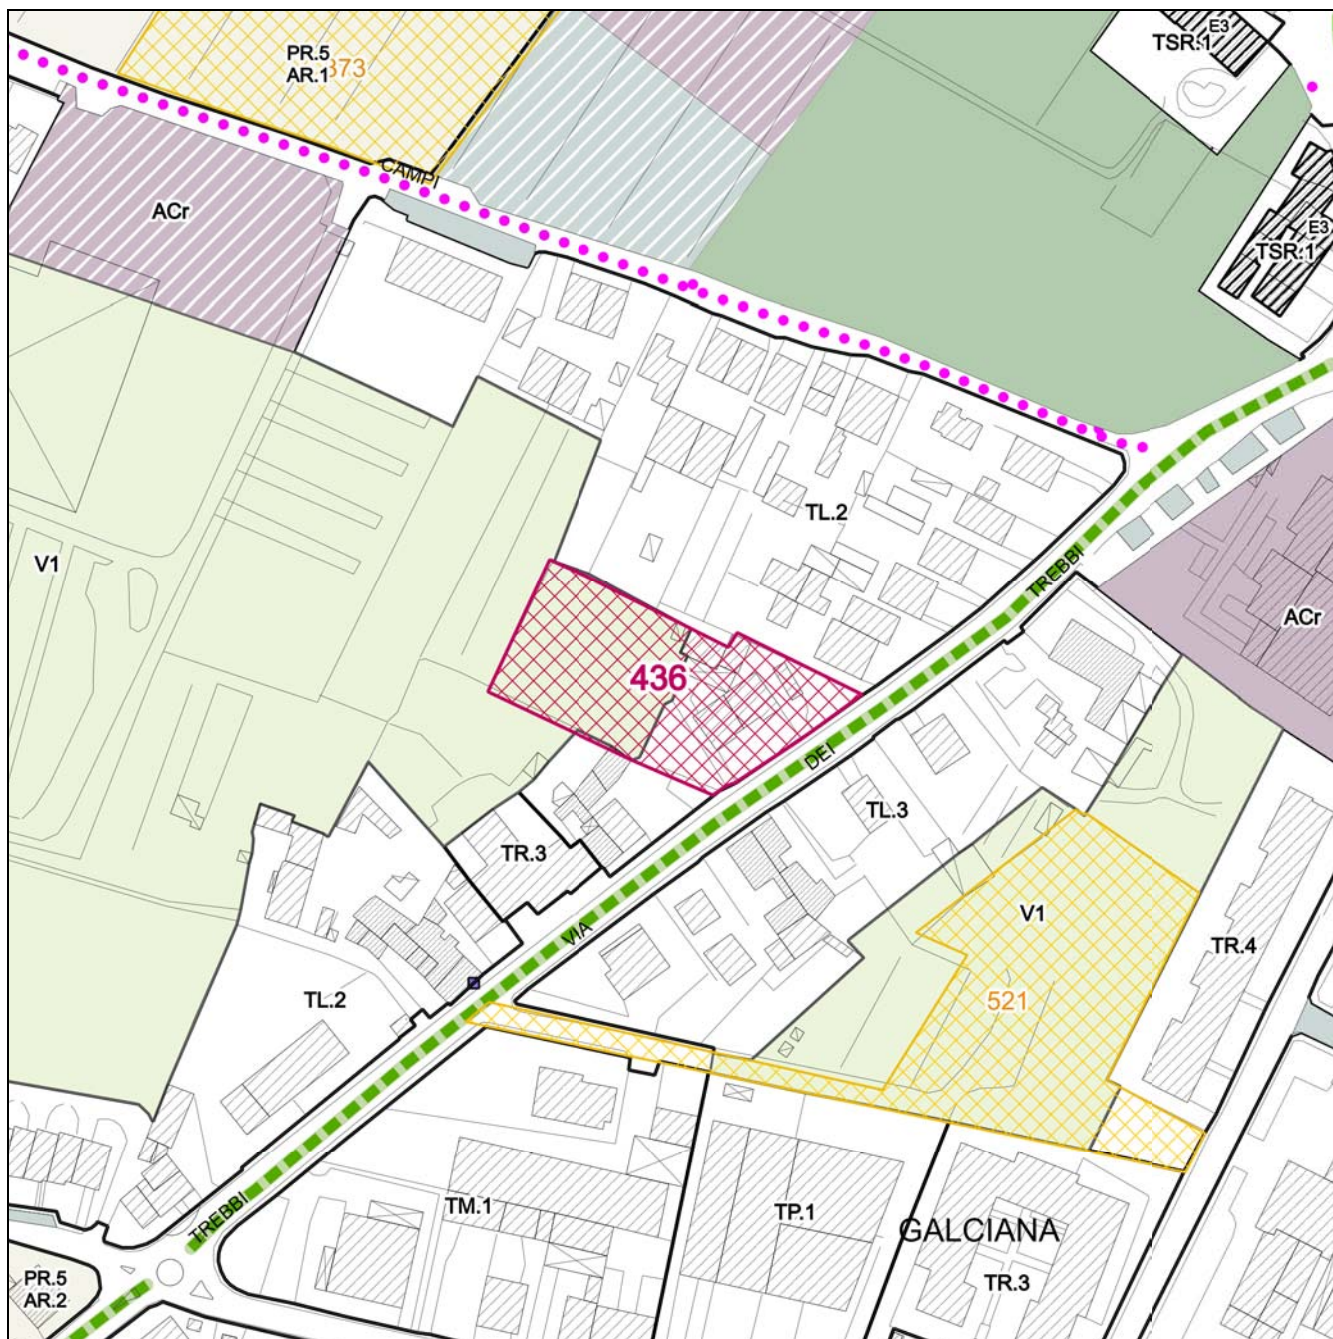 E3
TSR.1
PR.5
AR.1
873
CAMPI
ACr
E3
TSR.1
TL.2
V1
TREBBI
ACr
436
DEI
TL.3
TR.3
V1
VIA
TR.4
TL.2
521
TREBBI
TM.1
TP.1
GALCIANA
TR.3
PR.5
AR.2